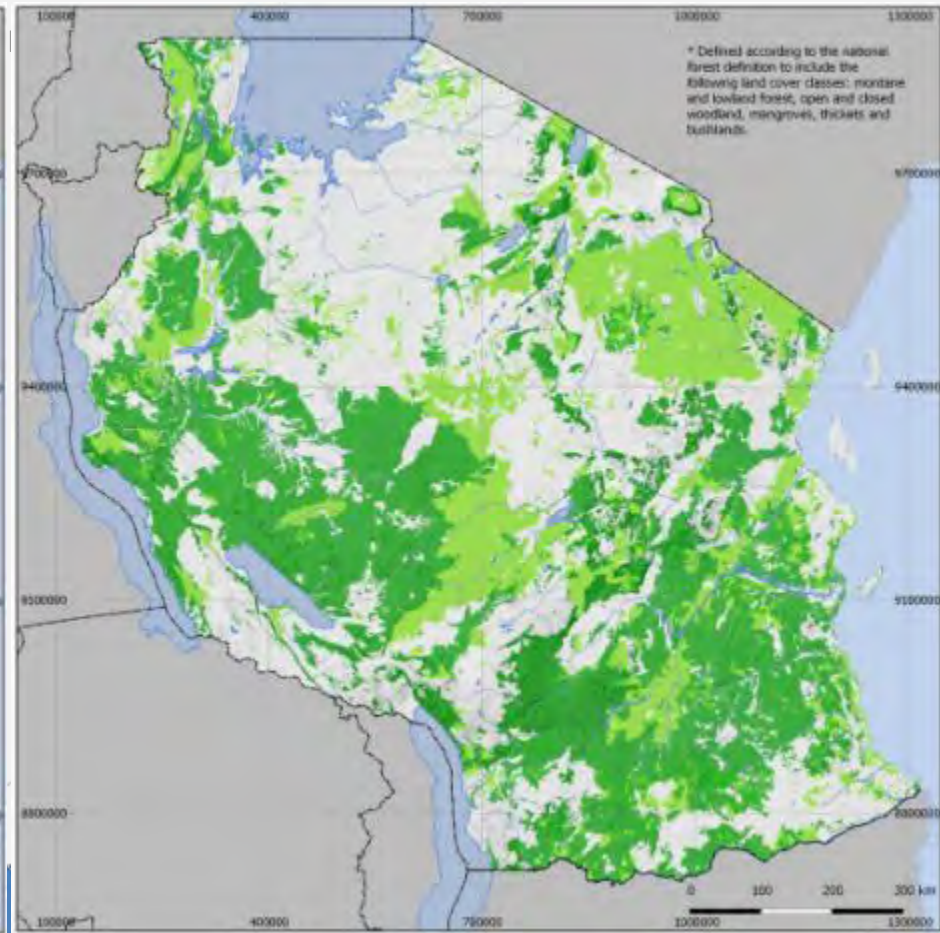 100000 400000 700000 1000000 1300000
* Defined according to the national
forest definition to include the
following land cover classes: montane
and lowland forest, open and closed
woodland, mangroves, thickets and
bushlands.
9700000 9700000
9400000 9400000
9100000 9100000
8800000 8800000
0 100 200 300 km
100000 400000 700000 1000000 1300000